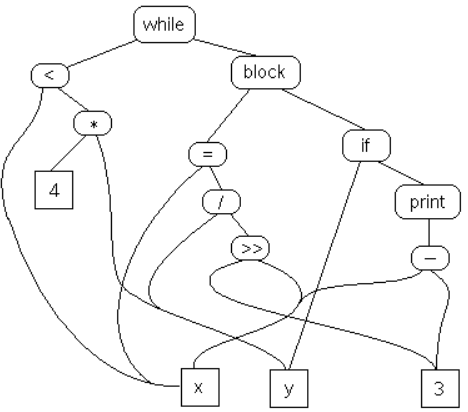 while
<
block
*
=
if
4
/
print
>>
–
x
y
3